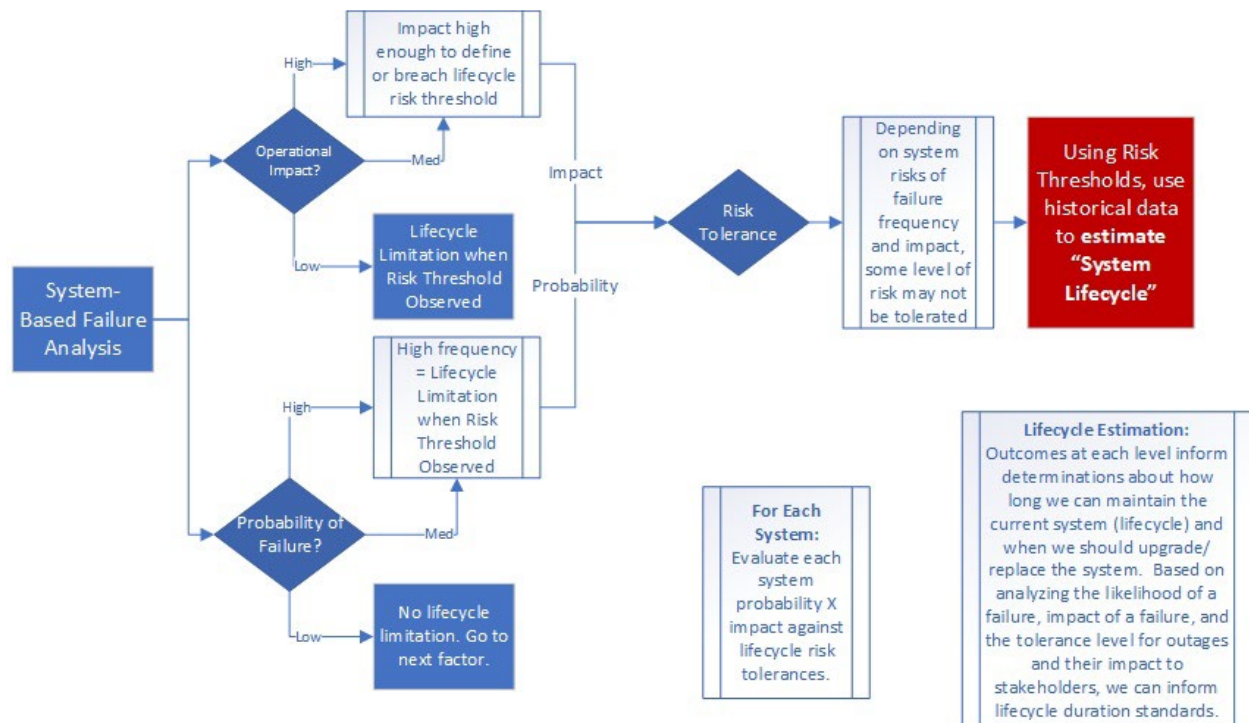 Impact high
enough to define
or breach lifecycle
risk threshold
High
Operational
Impact?
Med
Low
Lifecycle
Limitation when
Risk Threshold
Observed
System-
Based Failure
Analysis
High frequency
= Lifecycle
Limitation
when Risk
Threshold
Observed
High
Probability of
Failure?
Med
Low
No lifecycle
limitation. Go to
next factor.
Impact
Probability
Risk
Tolerance
Depending
on system
risks of
failure
frequency
and impact,
some level of
risk may not
be tolerated
Using Risk
Thresholds, use
historical data
to estimate
“System
Lifecycle”
For Each
System:
Evaluate each
system
probability X
impact against
lifecycle risk
tolerances.
Lifecycle Estimation:
Outcomes at each level inform
determinations about how
long we can maintain the
current system (lifecycle) and
when we should upgrade/
replace the system.  Based on
analyzing the likelihood of a
failure, impact of a failure, and
the tolerance level for outages
and their impact to
stakeholders, we can inform
lifecycle duration standards.